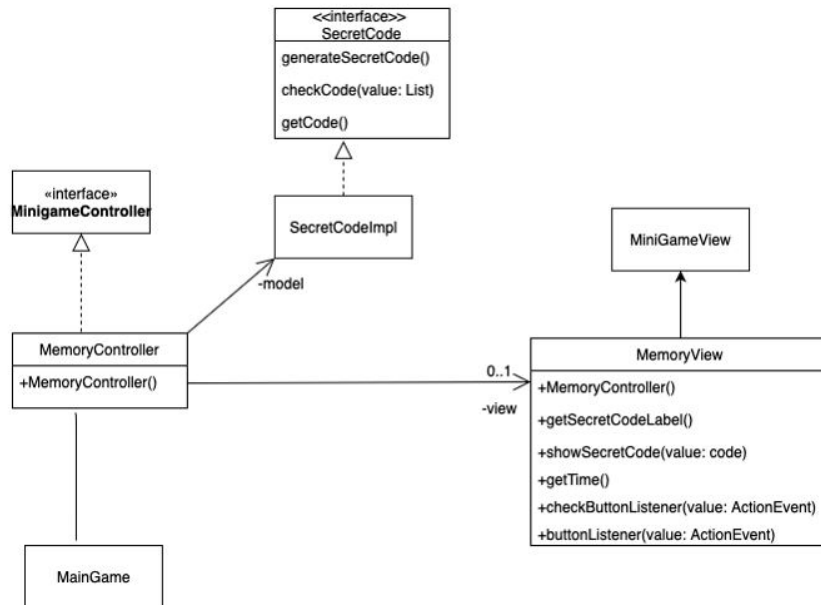 <<interface>>
SecretCode
generateSecretCode()
checkCode(value: List)
getCode()
«interface»
MinigameController
SecretCodeImpl
MiniGameView
-model
MemoryController
+MemoryController()
0..1
-view
MemoryView
+MemoryController()
+getSecretCodeLabel()
+showSecretCode(value: code)
+getTime()
+checkButtonListener(value: ActionEvent)
+buttonListener(value: ActionEvent)
MainGame